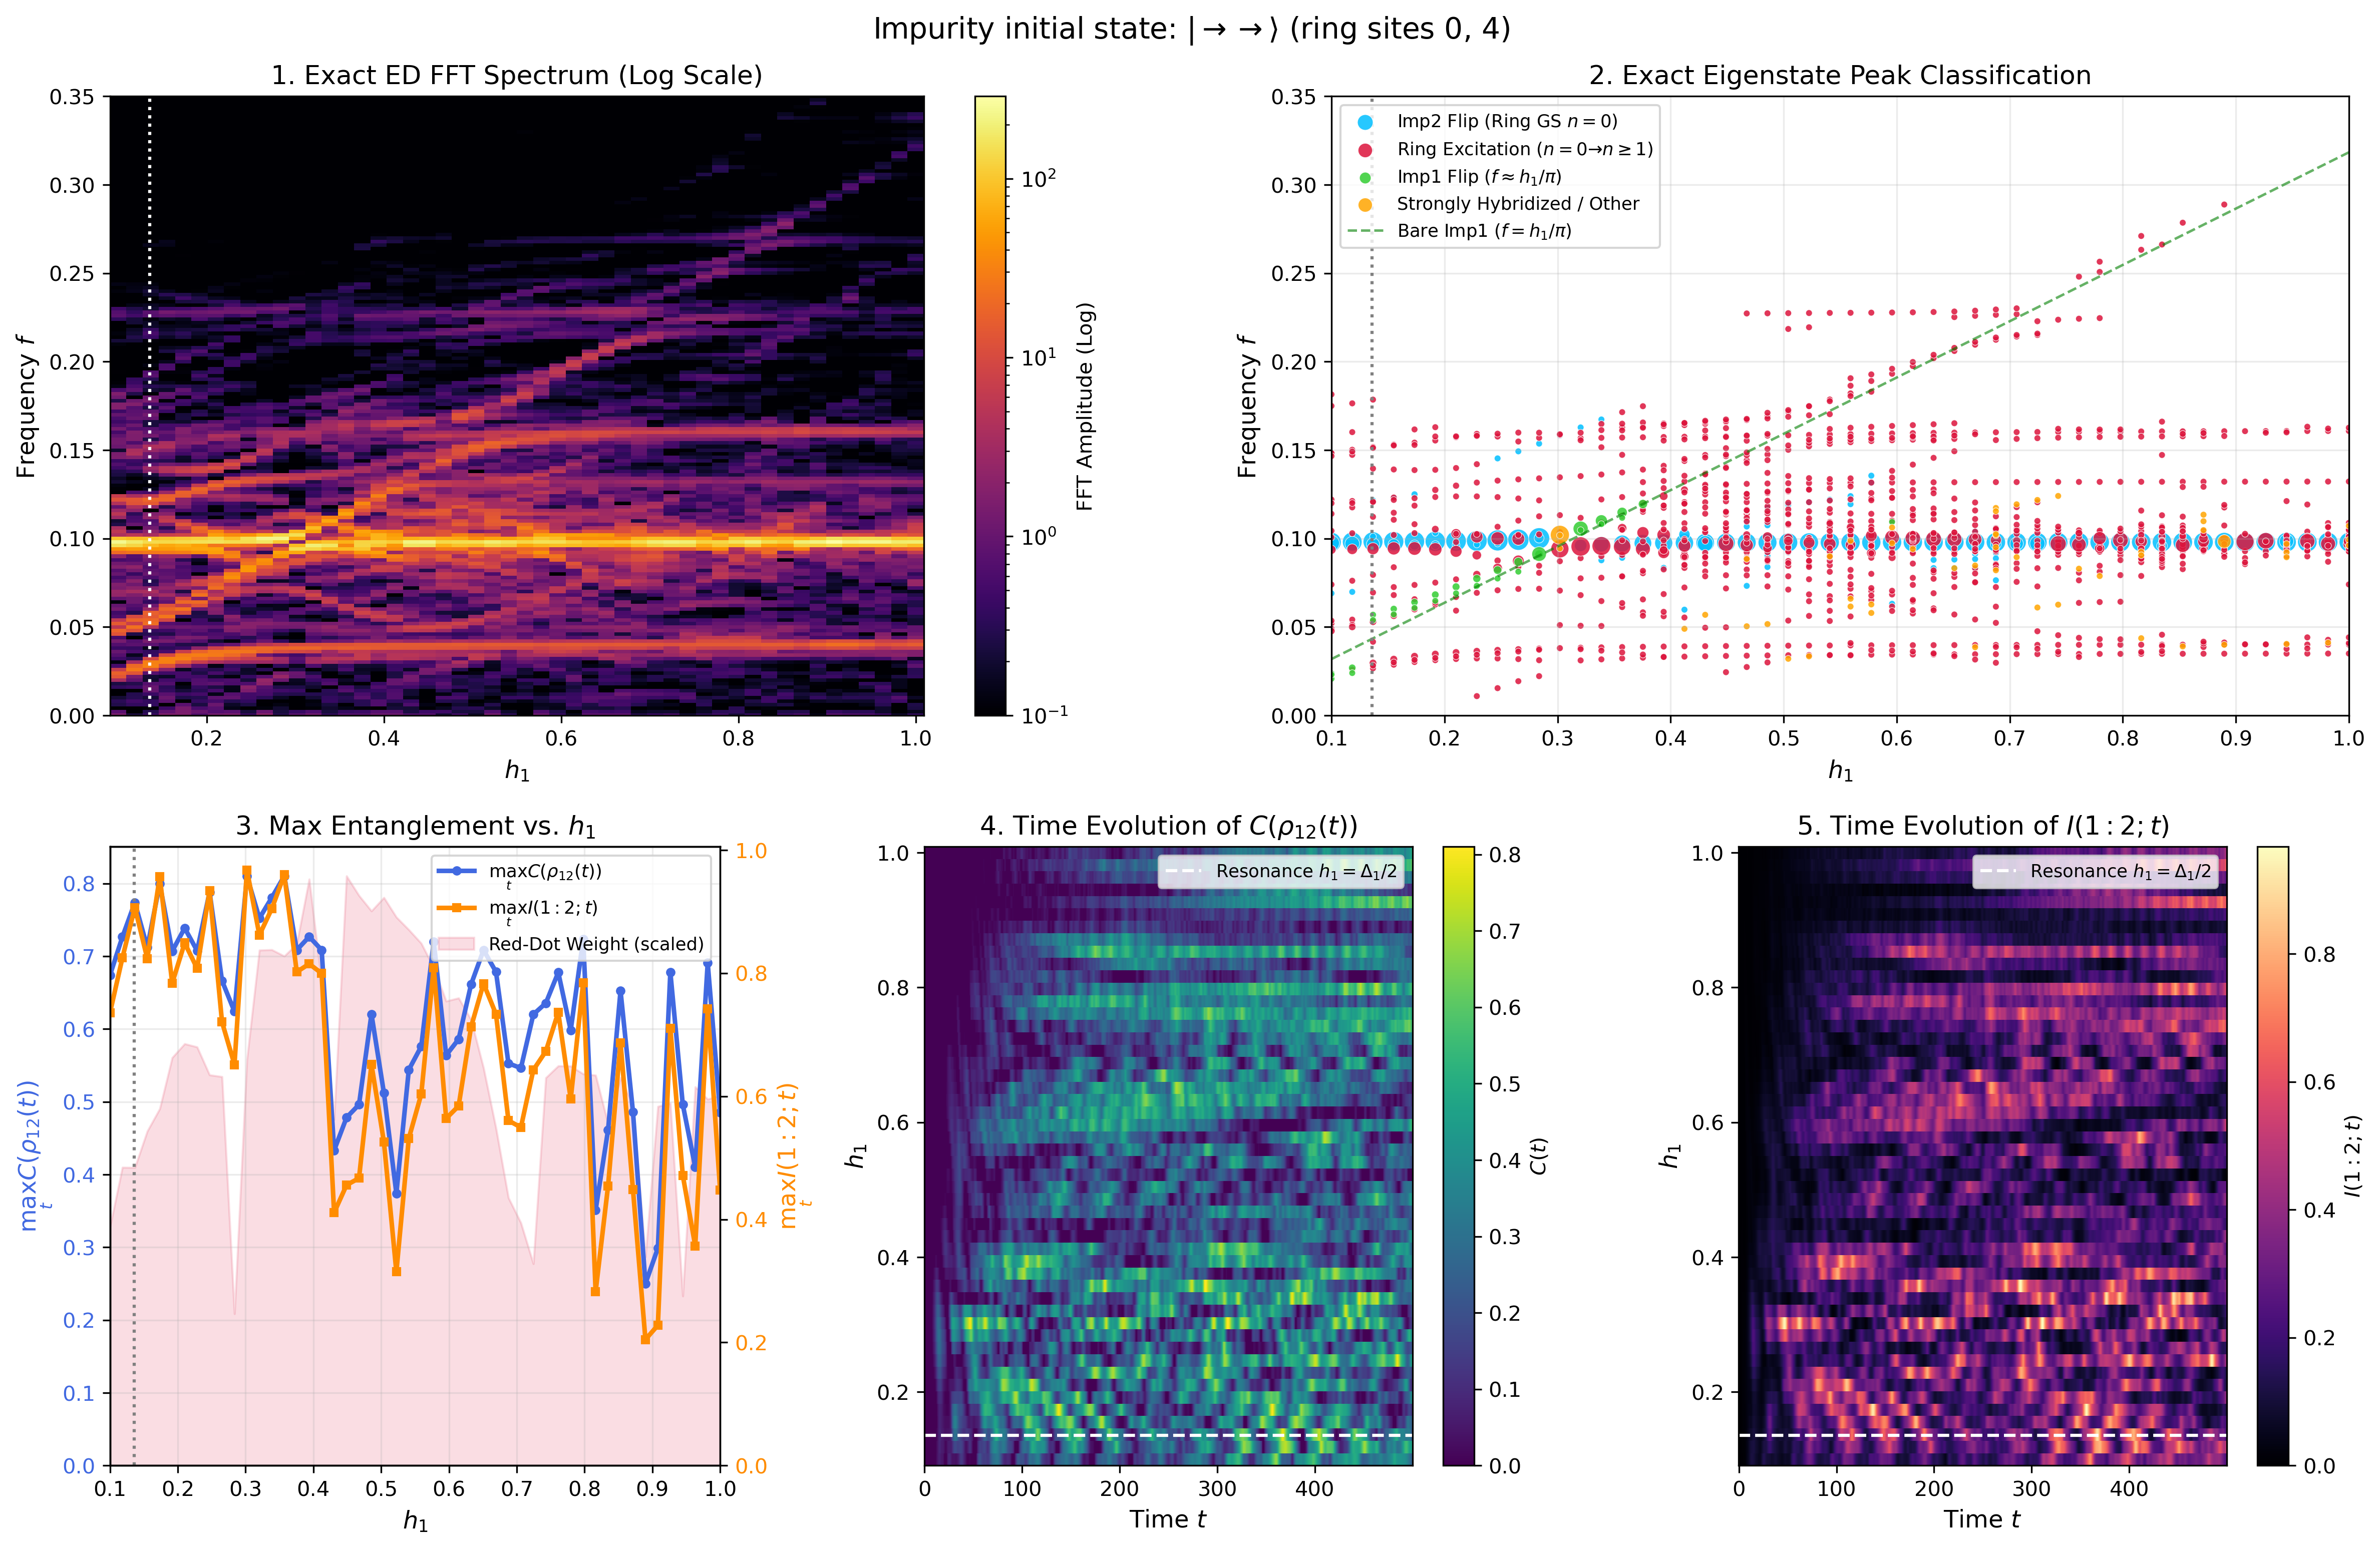 Impurity initial state: |→→⟩ (ring sites 0, 4)
1. Exact ED FFT Spectrum (Log Scale)
0.35
0.30
0.25
0.20
0.15
0.10
0.05
0.00
Frequency f
0.2 0.4 0.6 0.8 1.0
h₁
10²
10¹
10⁰
10⁻¹
FFT Amplitude (Log)
2. Exact Eigenstate Peak Classification
Imp2 Flip (Ring GS n = 0)
Ring Excitation (n = 0→n ≥ 1)
Imp1 Flip (f ≈ h₁/π)
Strongly Hybridized / Other
Bare Imp1 (f = h₁/π)
0.35
0.30
0.25
0.20
0.15
0.10
0.05
0.00
Frequency f
0.1 0.2 0.3 0.4 0.5 0.6 0.7 0.8 0.9 1.0
h₁
3. Max Entanglement vs. h₁
max C(ρ₁₂(t))
t
max I(1 : 2; t)
t
Red-Dot Weight (scaled)
0.8
0.7
0.6
0.5
0.4
0.3
0.2
0.1
0.0
max C(ρ₁₂(t))
t
1.0
0.8
0.6
0.4
0.2
0.0
max I(1 : 2; t)
t
0.1 0.2 0.3 0.4 0.5 0.6 0.7 0.8 0.9 1.0
h₁
4. Time Evolution of C(ρ₁₂(t))
Resonance h₁ = Δ₁/2
1.0
0.8
0.6
0.4
0.2
h₁
0 100 200 300 400
Time t
0.8
0.7
0.6
0.5
0.4
0.3
0.2
0.1
0.0
C(t)
5. Time Evolution of I(1 : 2; t)
Resonance h₁ = Δ₁/2
1.0
0.8
0.6
0.4
0.2
h₁
0 100 200 300 400
Time t
0.8
0.6
0.4
0.2
0.0
I(1 : 2; t)